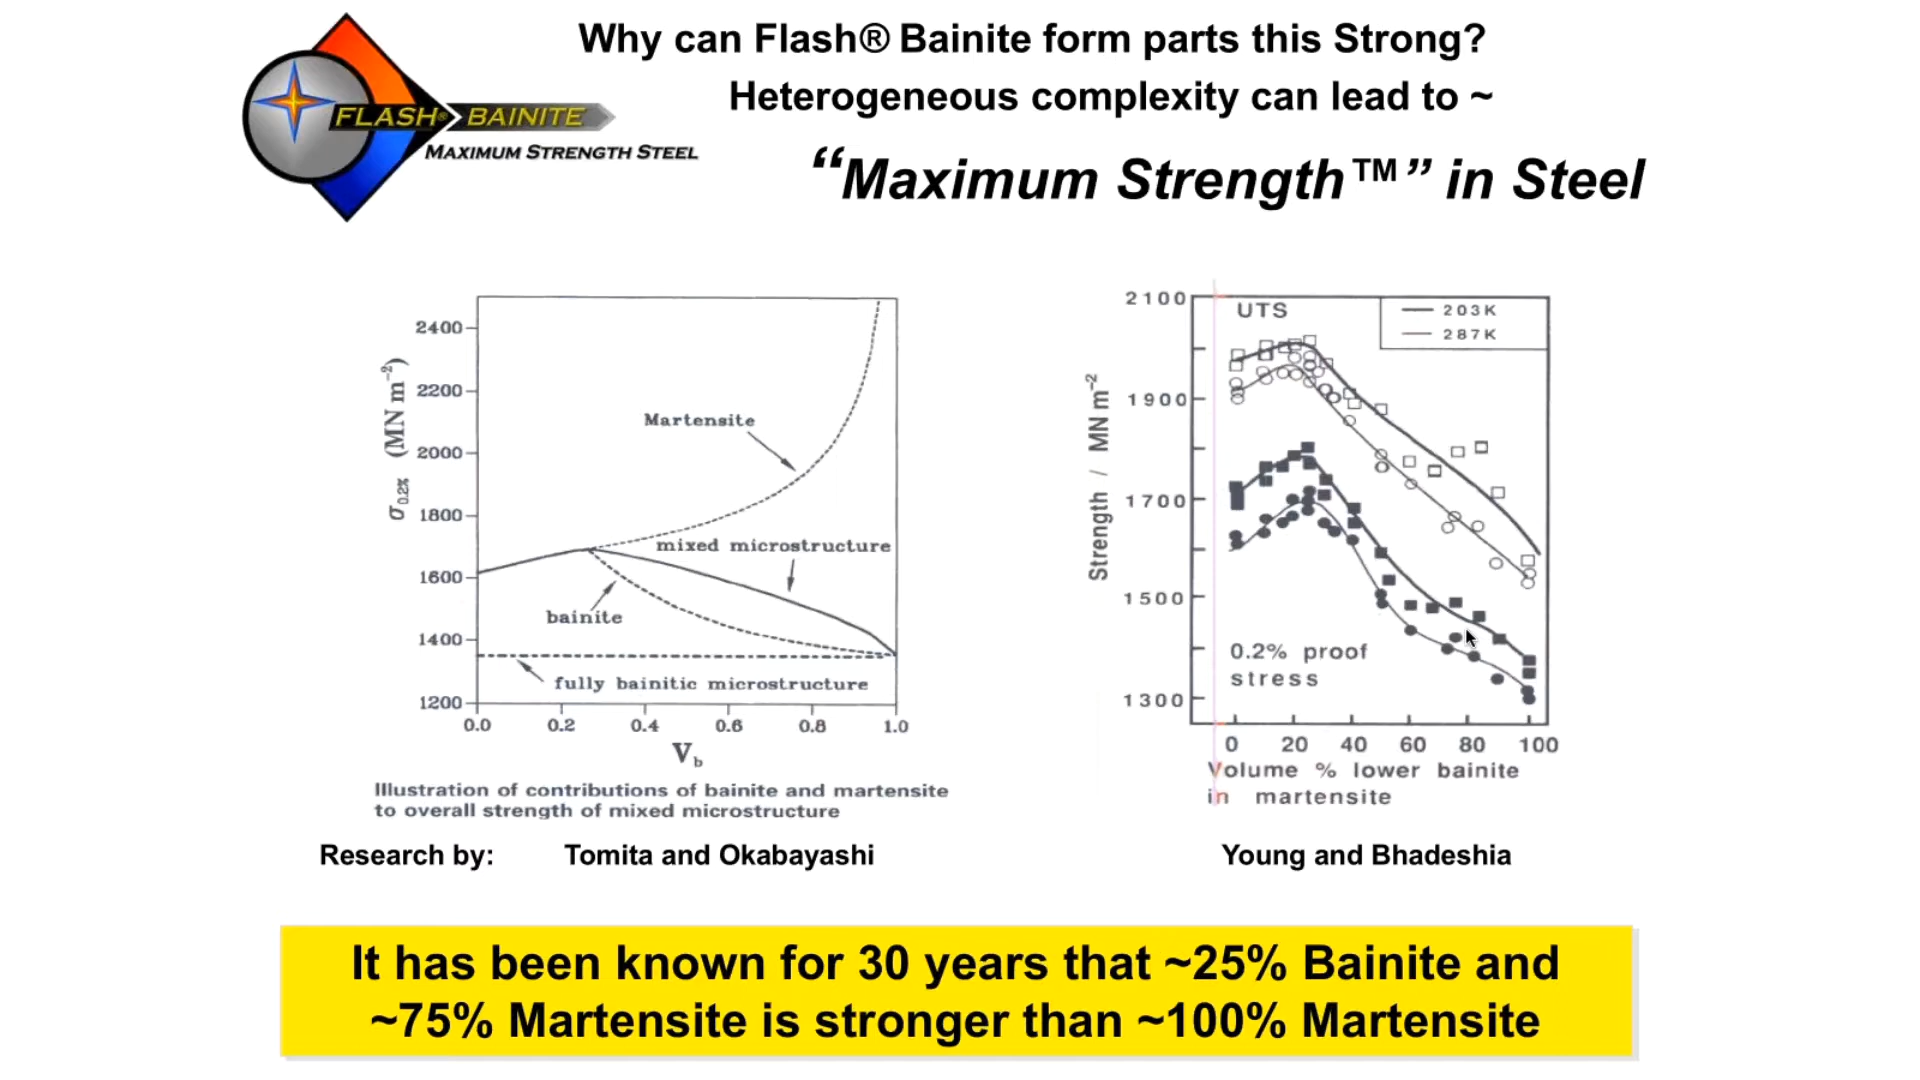 Why can Flash® Bainite form parts this Strong?
Heterogeneous complexity can lead to ~
“Maximum Strength™” in Steel
FLASH® BAINITE
MAXIMUM STRENGTH STEEL
σ0.2% (MN m-2)
2400
2200
2000
1800
1600
1400
1200
Martensite
mixed microstructure
bainite
fully bainitic microstructure
0.0 0.2 0.4 0.6 0.8 1.0
Vb
Illustration of contributions of bainite and martensite
to overall strength of mixed microstructure
Strength / MN m-2
2100
1900
1700
1500
1300
UTS
203K
287K
0.2% proof
stress
0 20 40 60 80 100
Volume % lower bainite
in martensite
Research by: Tomita and Okabayashi
Young and Bhadeshia
It has been known for 30 years that ~25% Bainite and
~75% Martensite is stronger than ~100% Martensite